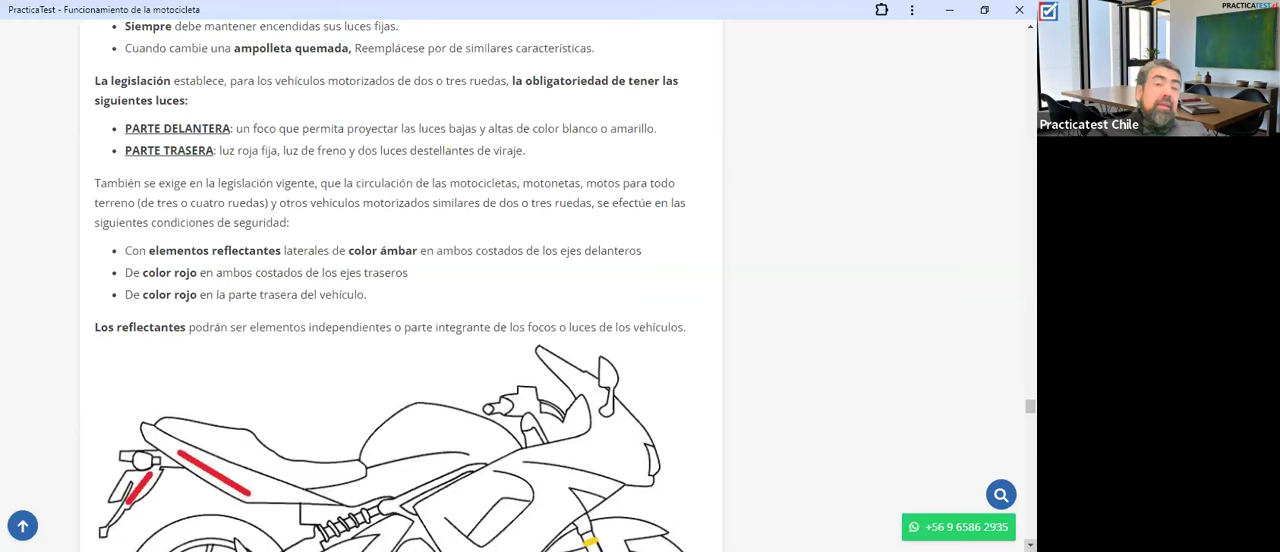 PracticaTest - Funcionamiento de la motocicleta
Siempre debe mantener encendidas sus luces fijas.
Cuando cambie una ampolleta quemada, Reemplácese por de similares características.
La legislación establece, para los vehículos motorizados de dos o tres ruedas, la obligatoriedad de tener las
siguientes luces:
PARTE DELANTERA: un foco que permita proyectar las luces bajas y altas de color blanco o amarillo.
PARTE TRASERA: luz roja fija, luz de freno y dos luces destellantes de viraje.
También se exige en la legislación vigente, que la circulación de las motocicletas, motonetas, motos para todo
terreno (de tres o cuatro ruedas) y otros vehículos motorizados similares de dos o tres ruedas, se efectúe en las
siguientes condiciones de seguridad:
Con elementos reflectantes laterales de color ámbar en ambos costados de los ejes delanteros
De color rojo en ambos costados de los ejes traseros
De color rojo en la parte trasera del vehículo.
Los reflectantes podrán ser elementos independientes o parte integrante de los focos o luces de los vehículos.
+56 9 6586 2935
PRACTICATEST.cl
Practicatest Chile